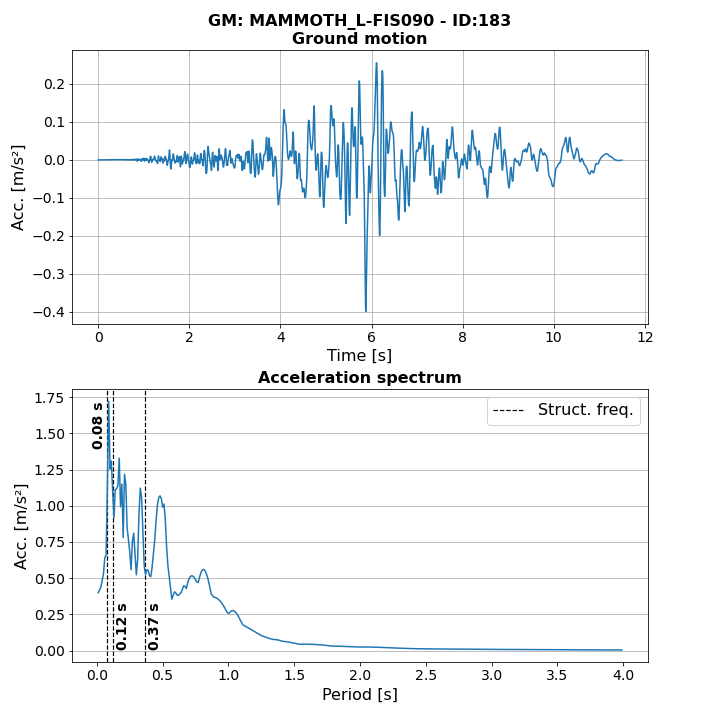 GM: MAMMOTH_L-FIS090 - ID:183
Ground motion
0.2
0.1
0.0
−0.1
−0.2
−0.3
−0.4
Acc. [m/s²]
0 2 4 6 8 10 12
Time [s]
Acceleration spectrum
1.75
1.50
1.25
1.00
0.75
0.50
0.25
0.00
Acc. [m/s²]
Struct. freq.
0.08 s
0.12 s
0.37 s
0.0 0.5 1.0 1.5 2.0 2.5 3.0 3.5 4.0
Period [s]